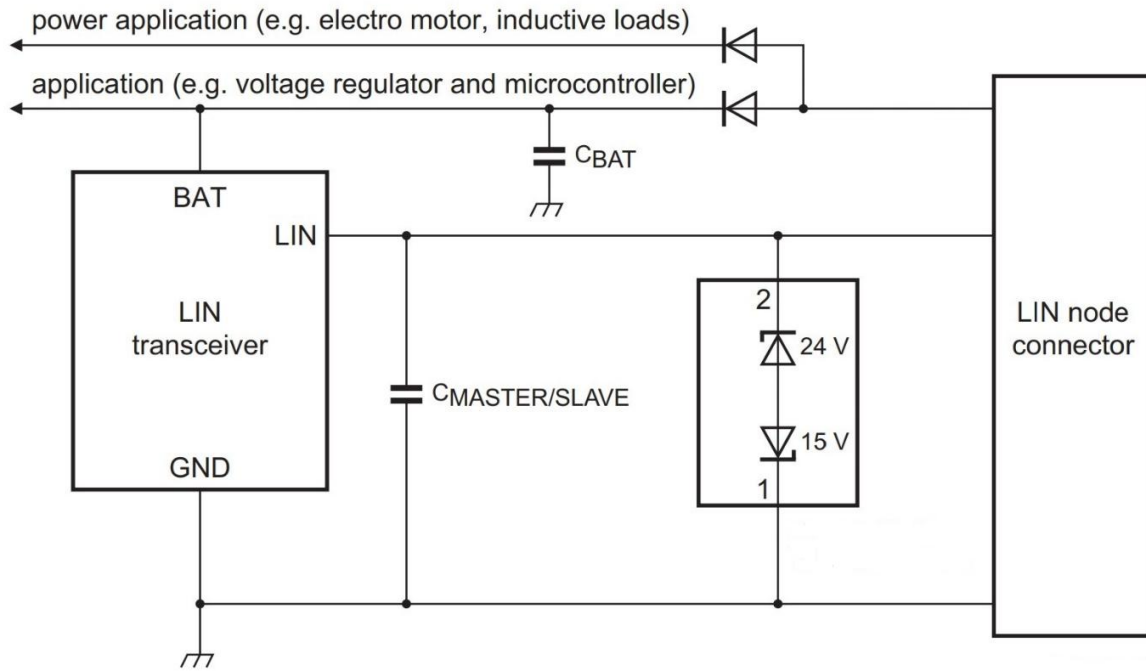 power application (e.g. electro motor, inductive loads)
application (e.g. voltage regulator and microcontroller)
CBAT
BAT
LIN
LIN
transceiver
GND
CMASTER/SLAVE
2
24 V
15 V
1
LIN node
connector